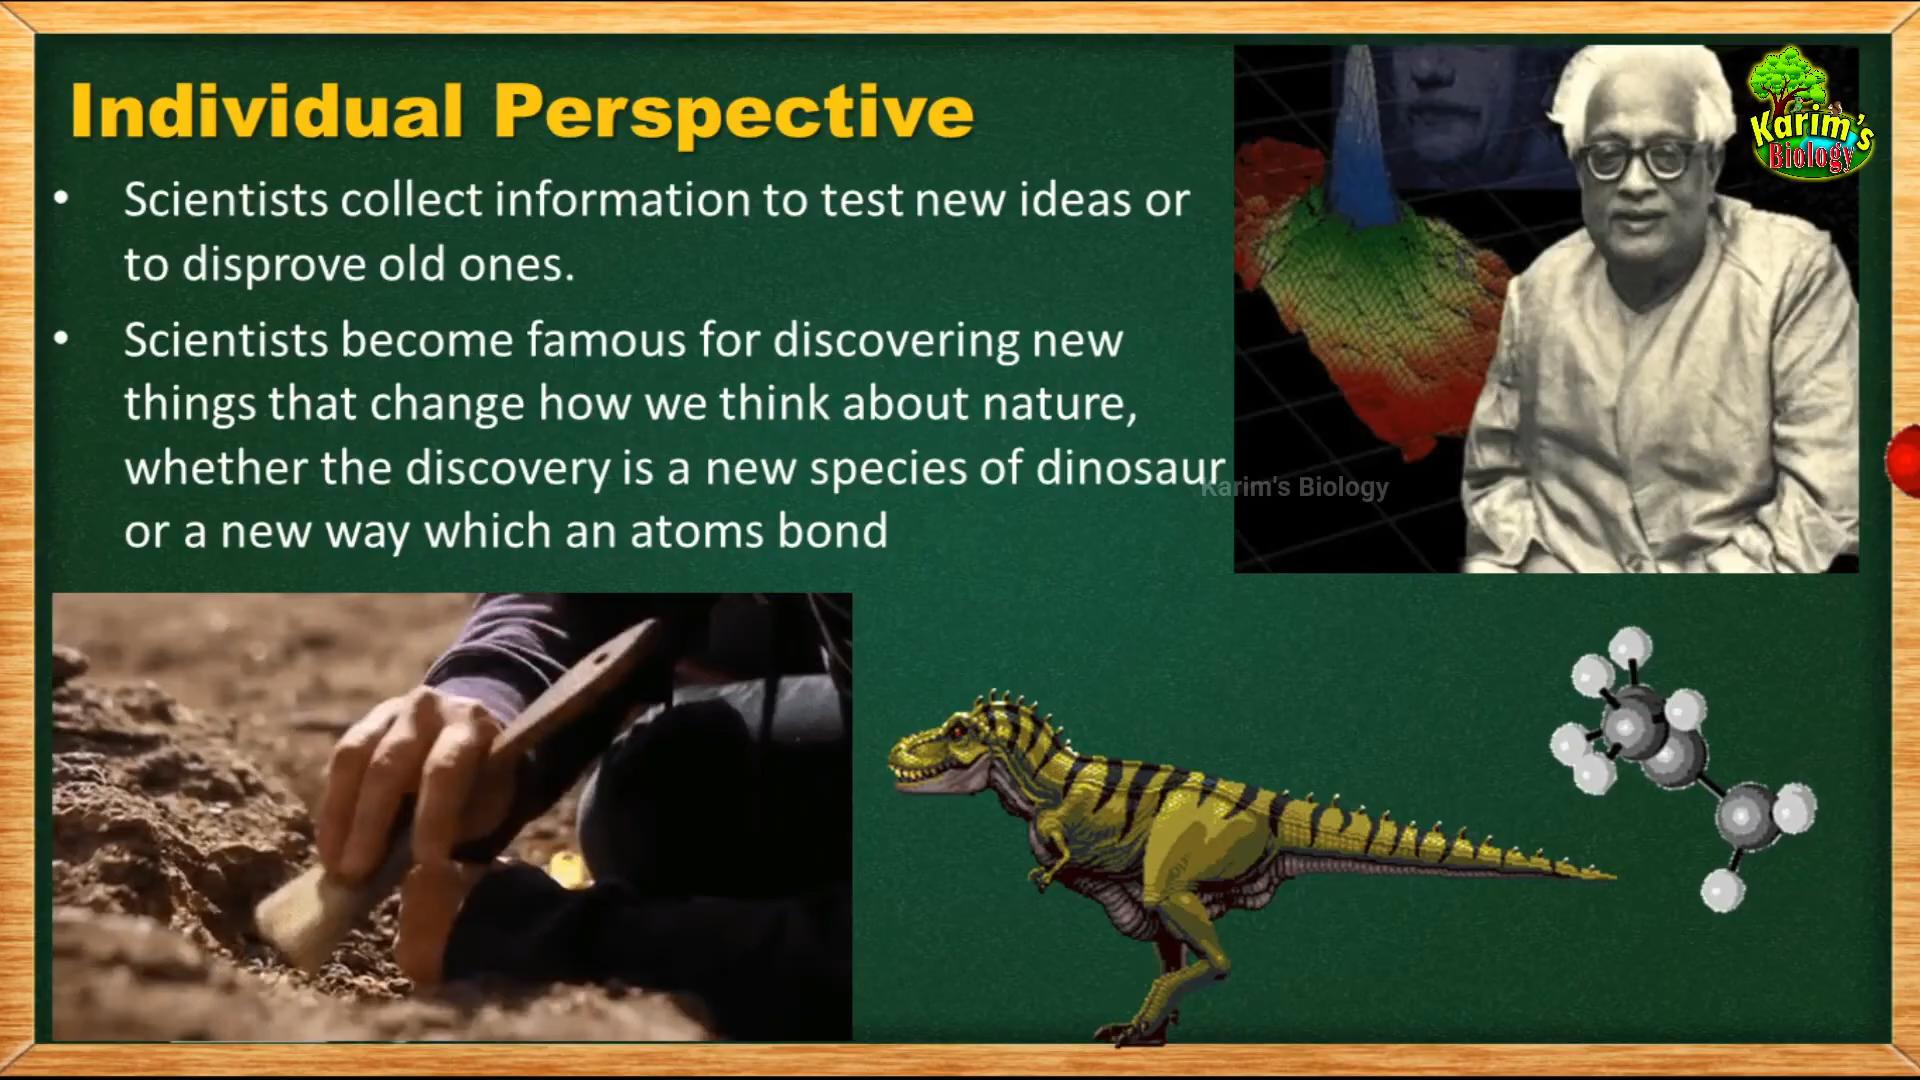 Individual Perspective
• Scientists collect information to test new ideas or
to disprove old ones.
• Scientists become famous for discovering new
things that change how we think about nature,
whether the discovery is a new species of dinosaur
or a new way which an atoms bond
Karim's
Biology
Karim's Biology